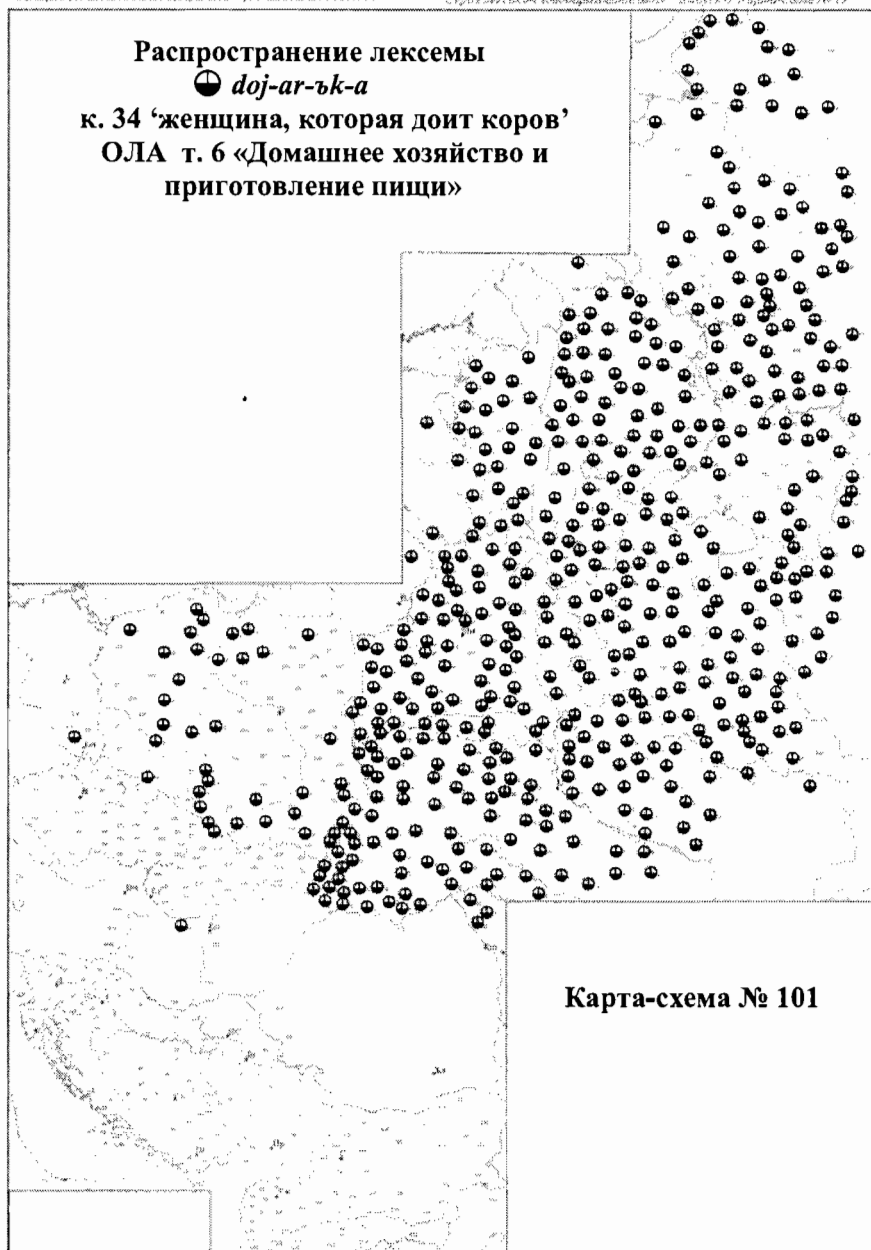 Распространение лексемы
doj-ar-ъk-a
к. 34 ‘женщина, которая доит коров’
ОЛА т. 6 «Домашнее хозяйство и
приготовление пищи»
Карта-схема № 101